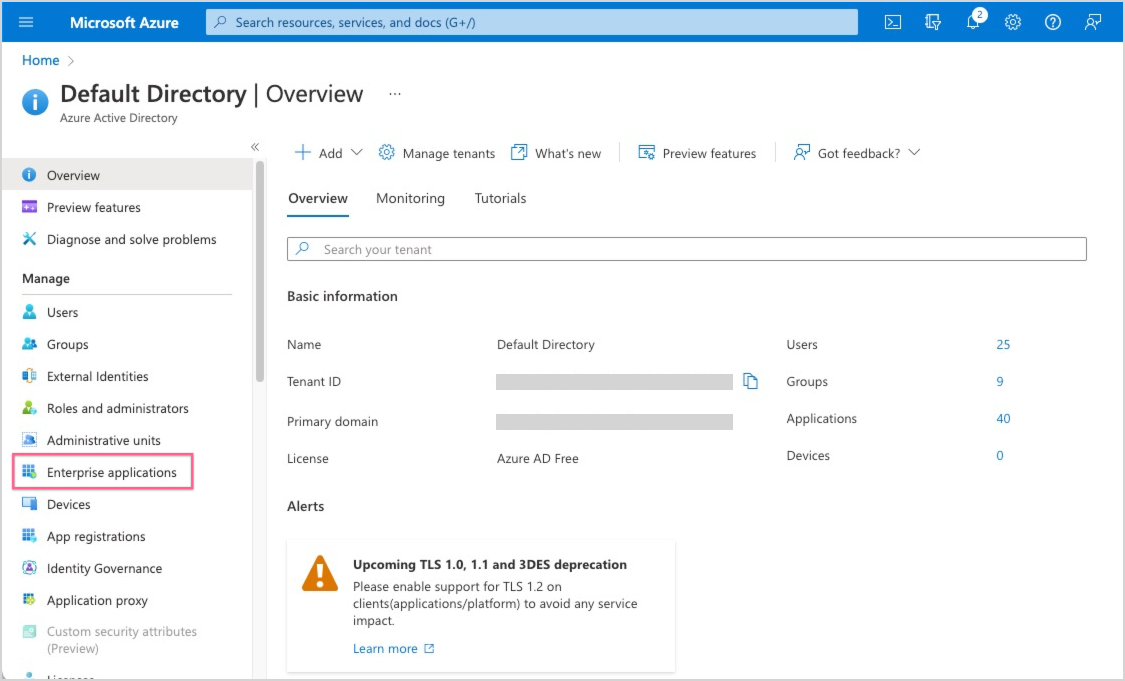 Microsoft Azure
Search resources, services, and docs (G+/)
2
Home
Default Directory | Overview
...
Azure Active Directory
«
Add
Manage tenants
What's new
Preview features
Got feedback?
Overview
Preview features
Diagnose and solve problems
Manage
Users
Groups
External Identities
Roles and administrators
Administrative units
Enterprise applications
Devices
App registrations
Identity Governance
Application proxy
Custom security attributes
(Preview)
Overview Monitoring Tutorials
Search your tenant
Basic information
Name Default Directory Users 25
Tenant ID Groups 9
Primary domain Applications 40
License Azure AD Free Devices 0
Alerts
Upcoming TLS 1.0, 1.1 and 3DES deprecation
Please enable support for TLS 1.2 on
clients(applications/platform) to avoid any service
impact.
Learn more